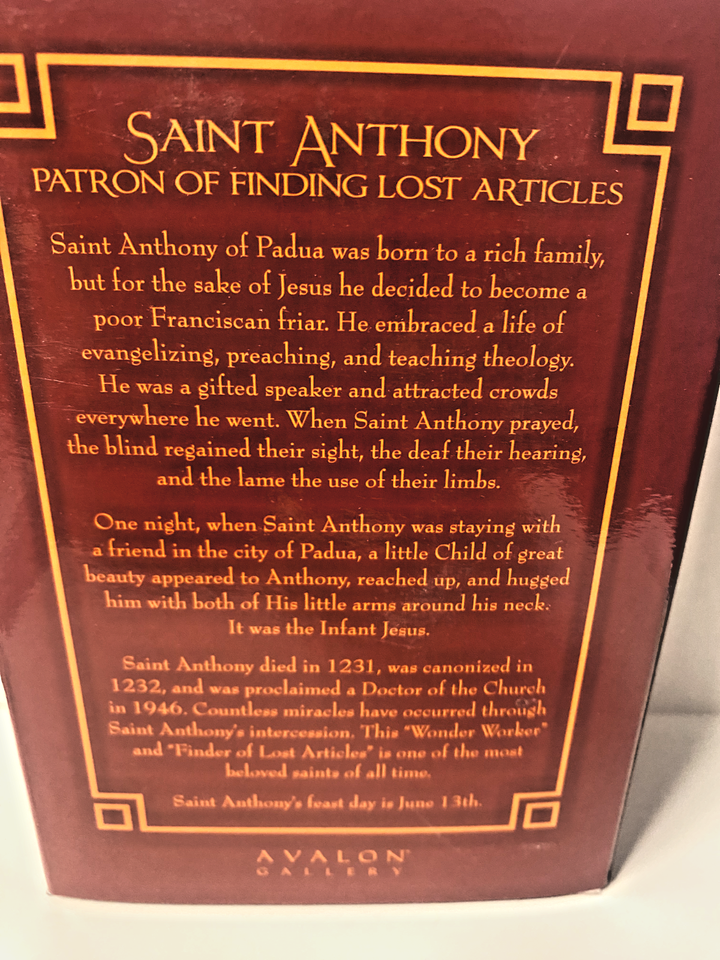 SAINT ANTHONY
PATRON OF FINDING LOST ARTICLES
Saint Anthony of Padua was born to a rich family,
but for the sake of Jesus he decided to become a
poor Franciscan friar. He embraced a life of
evangelizing, preaching, and teaching theology.
He was a gifted speaker and attracted crowds
everywhere he went. When Saint Anthony prayed,
the blind regained their sight, the deaf their hearing,
and the lame the use of their limbs.
One night, when Saint Anthony was staying with
a friend in the city of Padua, a little Child of great
beauty appeared to Anthony, reached up, and hugged
him with both of His little arms around his neck.
It was the Infant Jesus.
Saint Anthony died in 1231, was canonized in
1232, and was proclaimed a Doctor of the Church
in 1946. Countless miracles have occurred through
Saint Anthony's intercession. This "Wonder Worker"
and "Finder of Lost Articles" is one of the most
beloved saints of all time.
Saint Anthony's feast day is June 13th.
AVALON
GALLERY